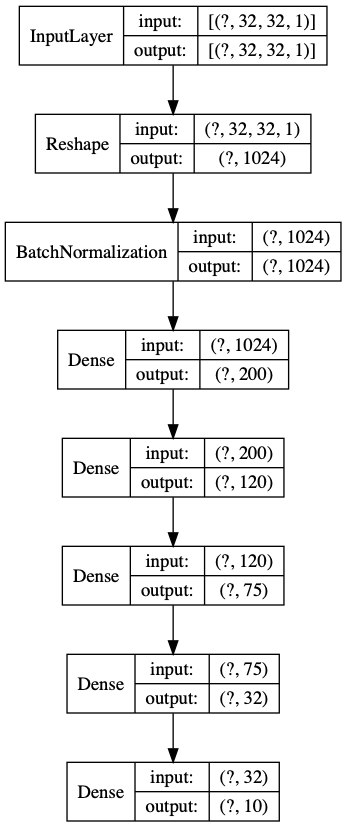 InputLayer input: [(?, 32, 32, 1)]
output: [(?, 32, 32, 1)]
Reshape input: (?, 32, 32, 1)
output: (?, 1024)
BatchNormalization input: (?, 1024)
output: (?, 1024)
Dense input: (?, 1024)
output: (?, 200)
Dense input: (?, 200)
output: (?, 120)
Dense input: (?, 120)
output: (?, 75)
Dense input: (?, 75)
output: (?, 32)
Dense input: (?, 32)
output: (?, 10)